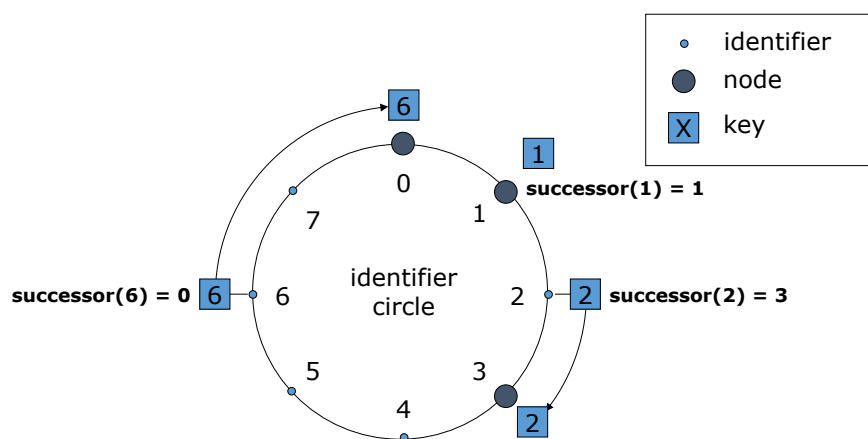 identifier
node
X key
6
1
0
successor(1) = 1
1
7
identifier
circle
successor(6) = 0 6
6
2
2 successor(2) = 3
5
3
4
2